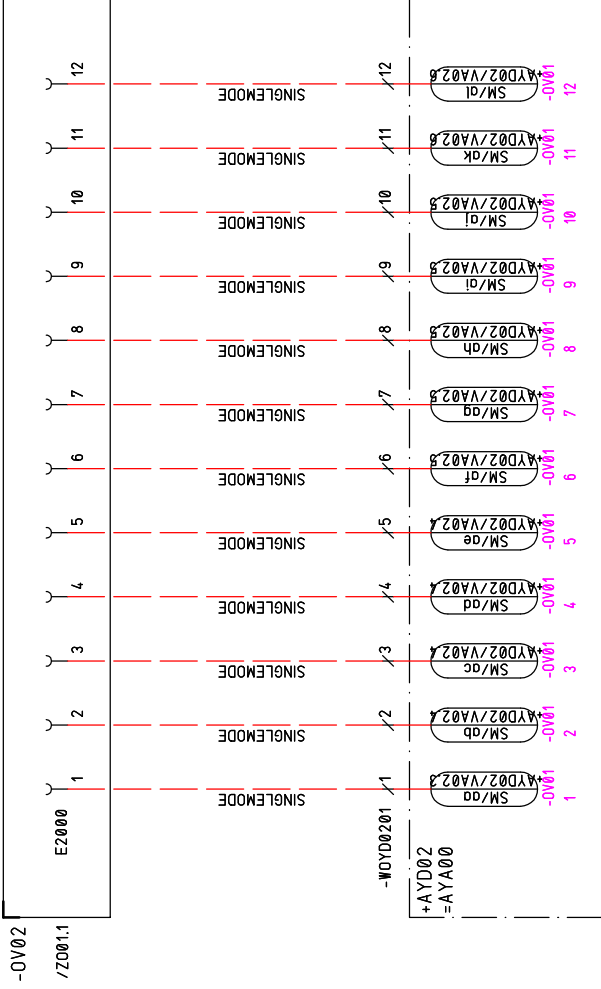 -OV02
/Z001.1
E2000
1 2 3 4 5 6 7 8 9 10 11 12
SINGLEMODE SINGLEMODE SINGLEMODE SINGLEMODE SINGLEMODE SINGLEMODE SINGLEMODE SINGLEMODE SINGLEMODE SINGLEMODE SINGLEMODE SINGLEMODE
-WOYD0201 1 2 3 4 5 6 7 8 9 10 11 12
+AYD02
=AYA00
SM/aa
+AYD02/VA02.3
SM/ab
+AYD02/VA02.4
SM/ac
+AYD02/VA02.4
SM/ad
+AYD02/VA02.4
SM/ae
+AYD02/VA02.4
SM/af
+AYD02/VA02.5
SM/ag
+AYD02/VA02.5
SM/ah
+AYD02/VA02.5
SM/ai
+AYD02/VA02.5
SM/aj
+AYD02/VA02.5
SM/ak
+AYD02/VA02.6
SM/al
+AYD02/VA02.6
-OV01 -OV01 -OV01 -OV01 -OV01 -OV01 -OV01 -OV01 -OV01 -OV01 -OV01 -OV01
1 2 3 4 5 6 7 8 9 10 11 12